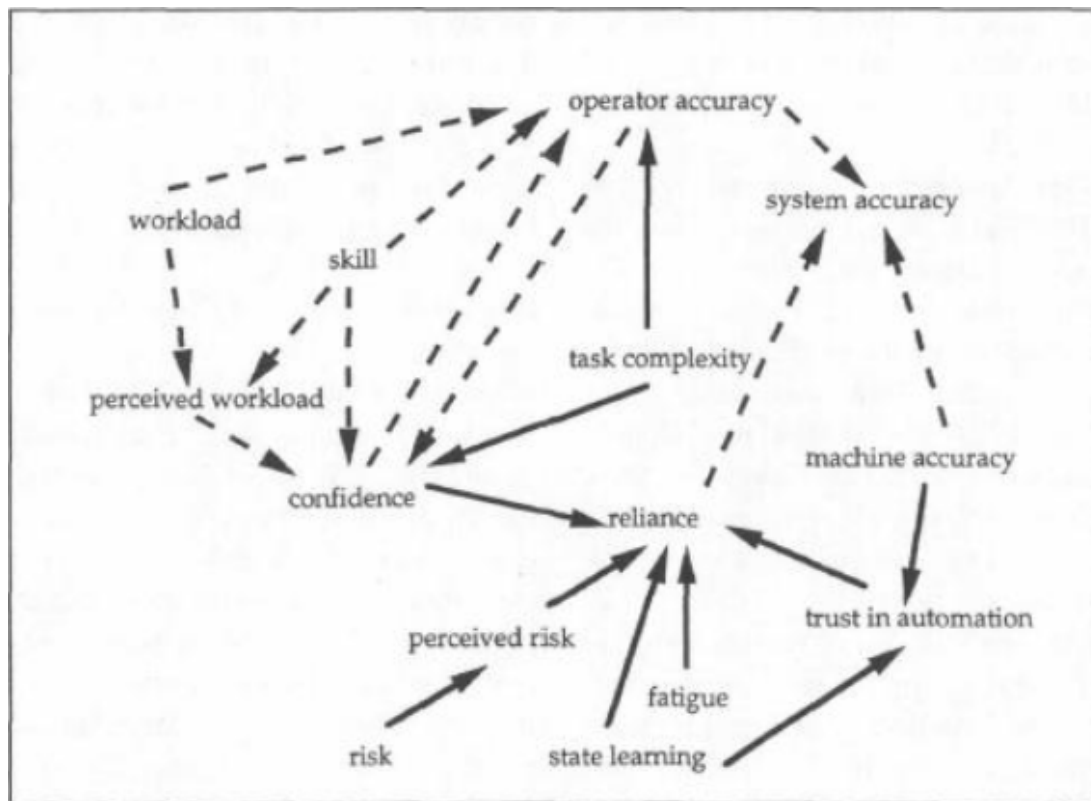 operator accuracy
system accuracy
workload
skill
task complexity
perceived workload
machine accuracy
confidence
reliance
trust in automation
perceived risk
fatigue
risk
state learning